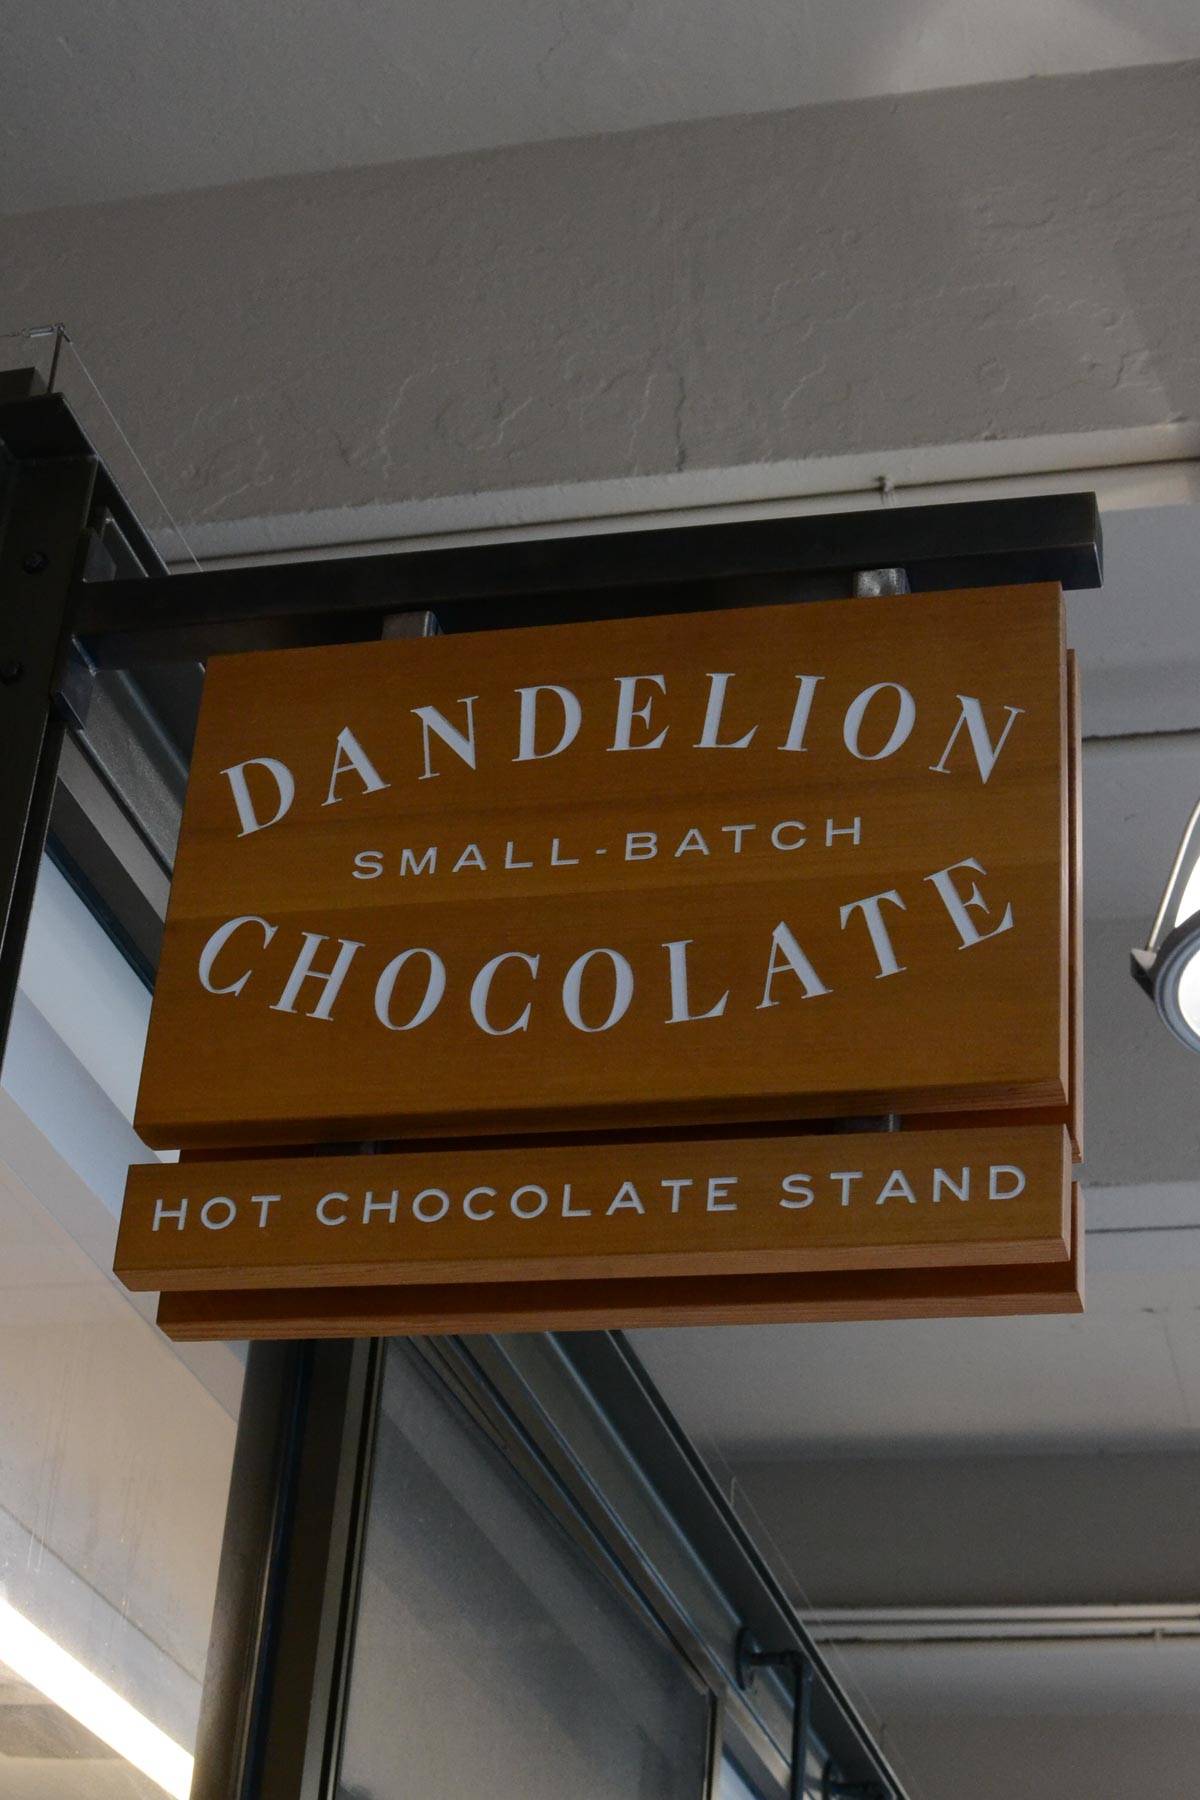 DANDELION
SMALL-BATCH
CHOCOLATE
HOT CHOCOLATE STAND